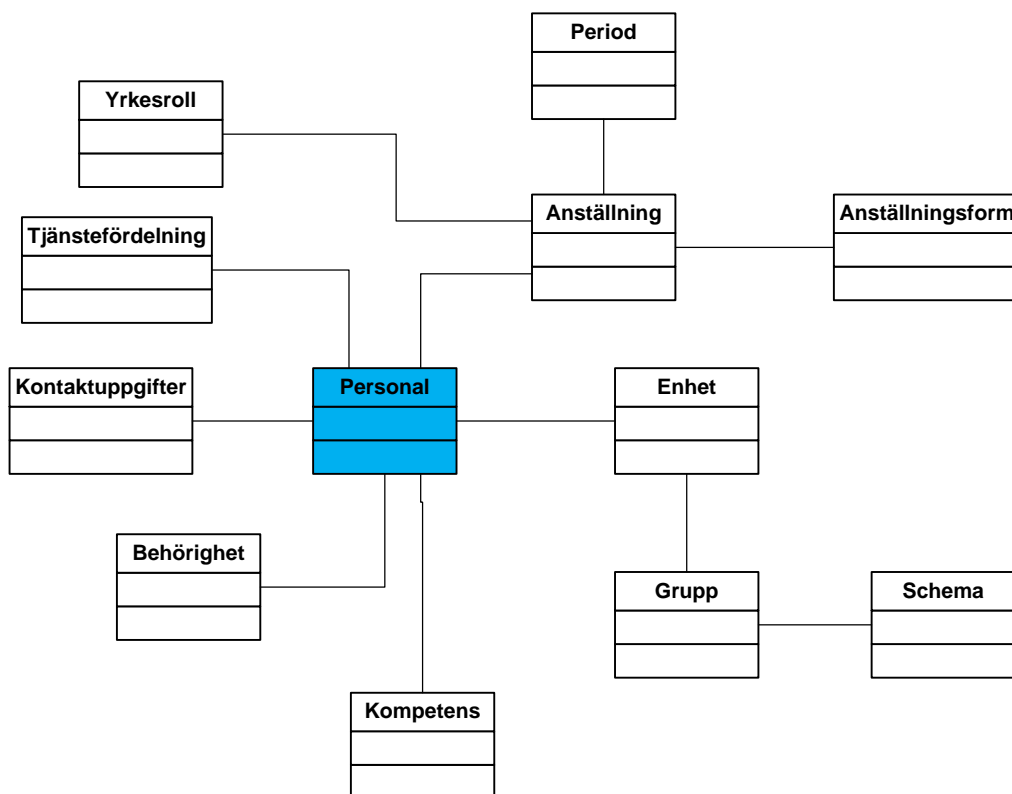 Period
Yrkesroll
Anställning
Anställningsform
Tjänstefördelning
Kontaktuppgifter
Personal
Enhet
Behörighet
Grupp
Schema
Kompetens